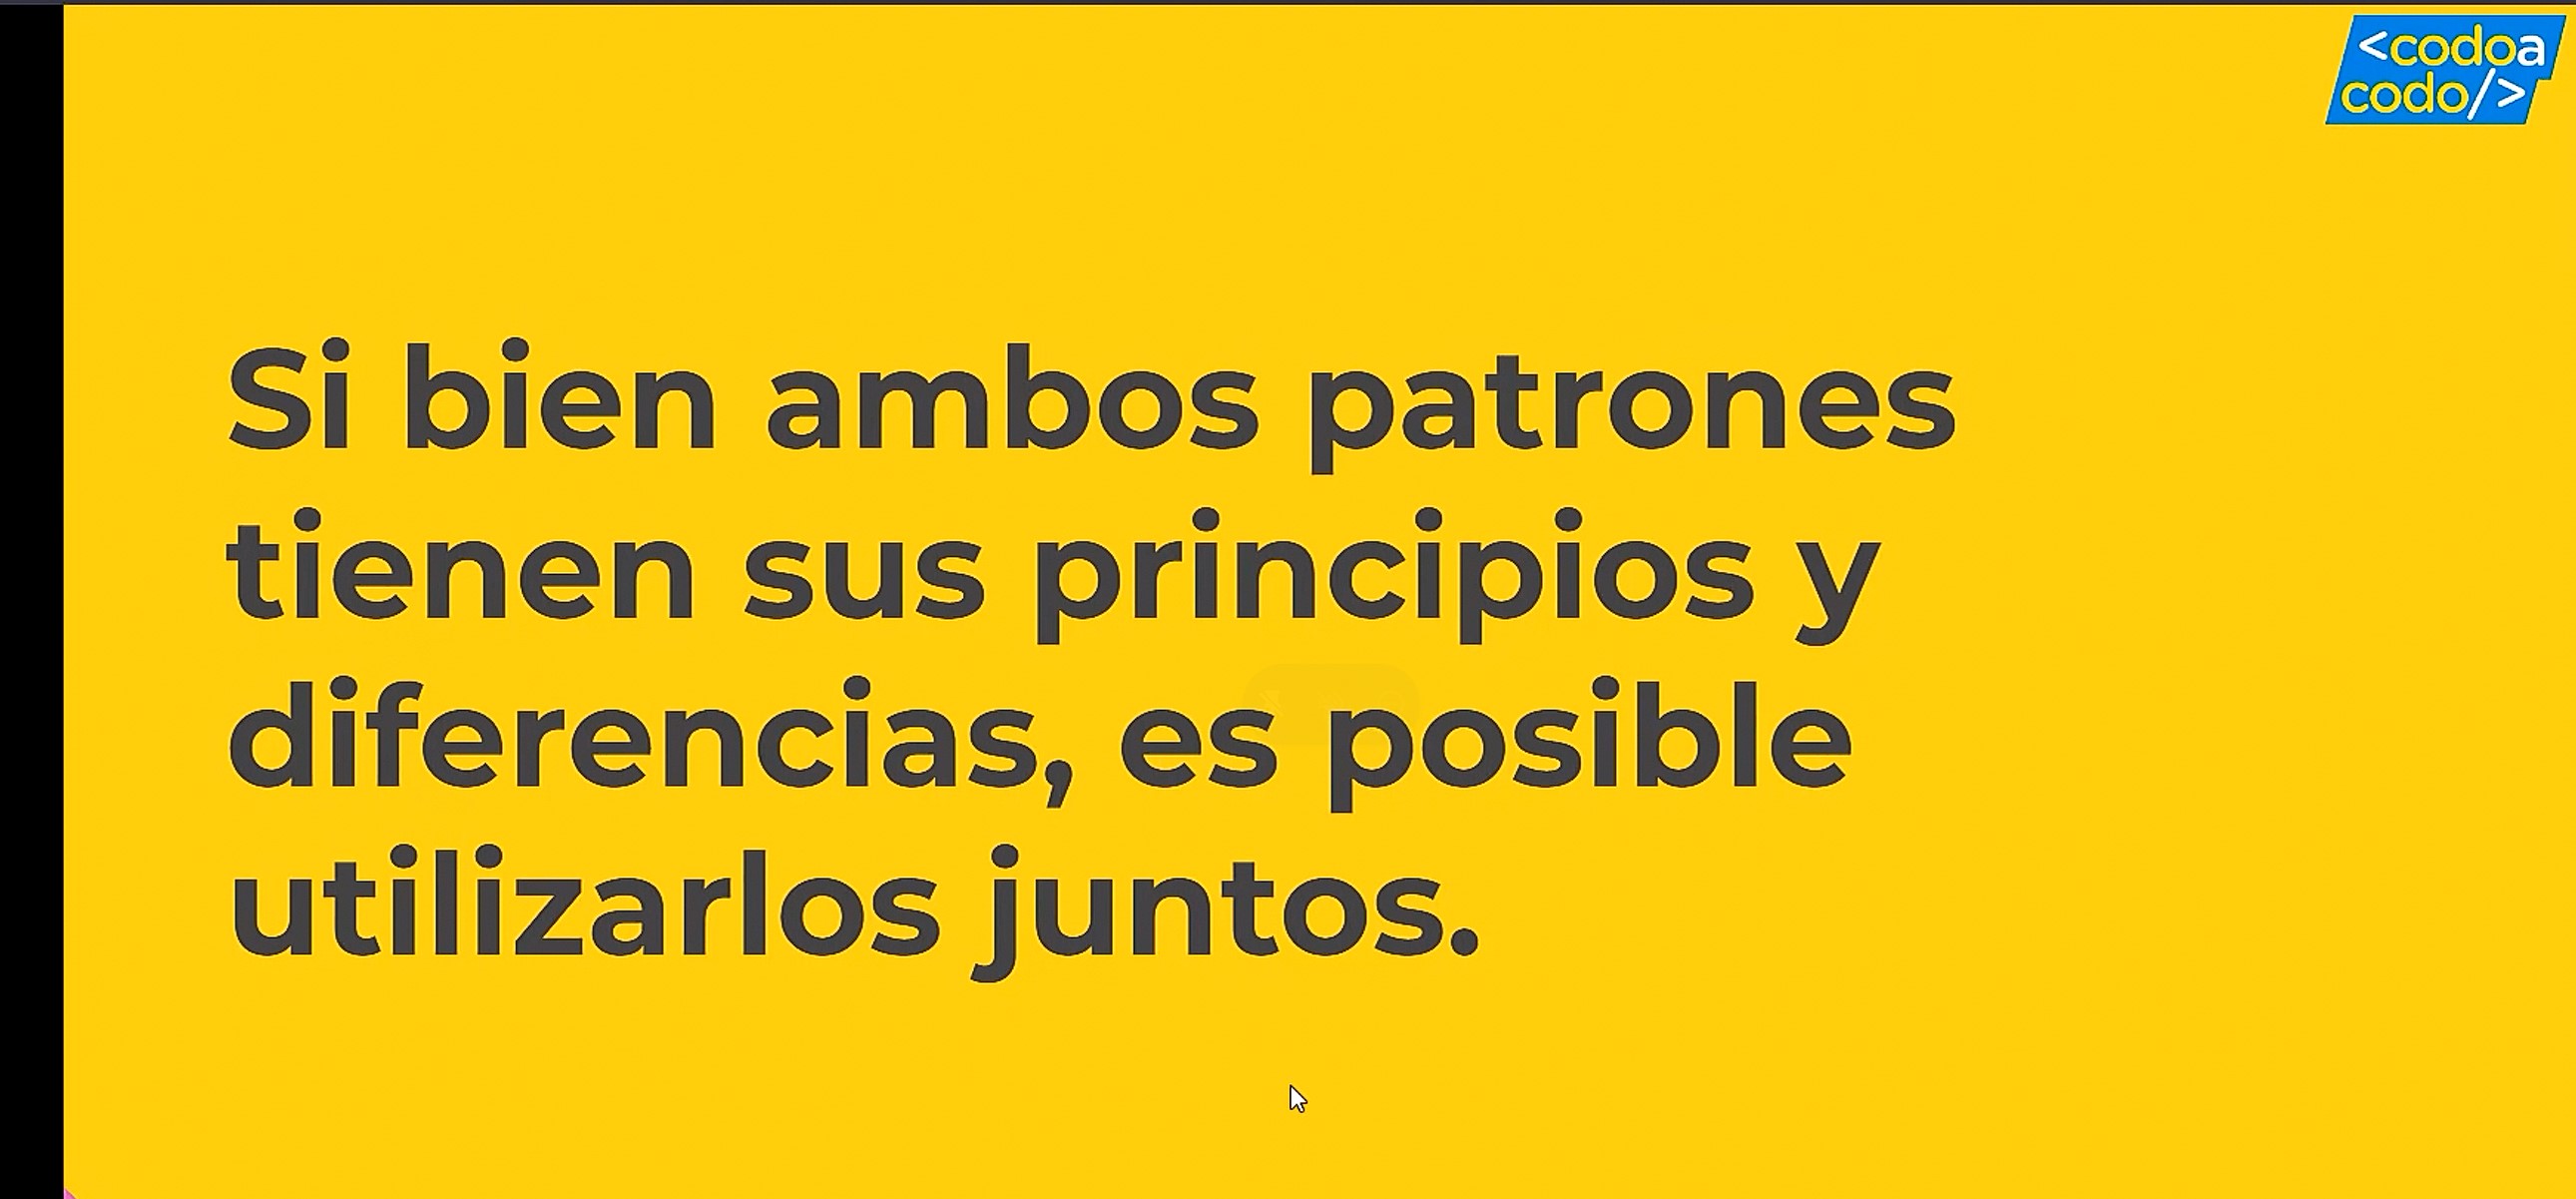 <codoa
codo/>
Si bien ambos patrones
tienen sus principios y
diferencias, es posible
utilizarlos juntos.